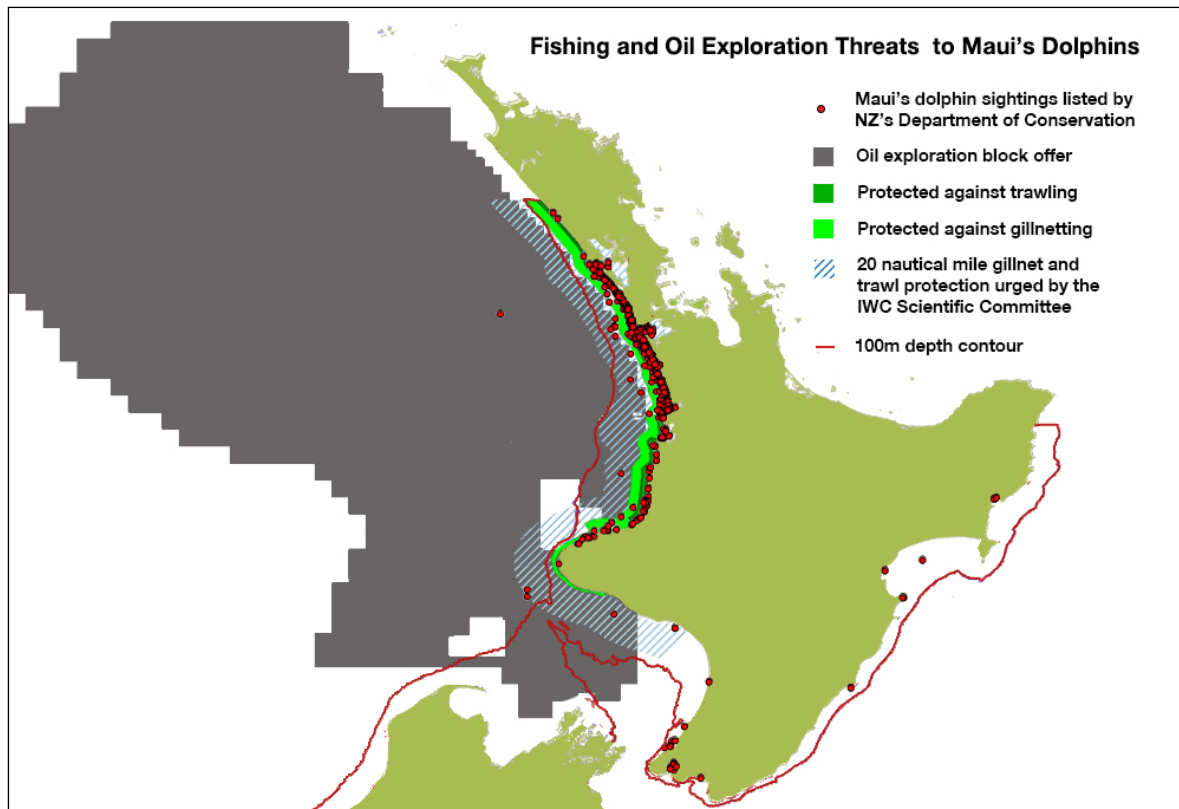 Fishing and Oil Exploration Threats to Maui's Dolphins
Maui's dolphin sightings listed by
NZ's Department of Conservation
Oil exploration block offer
Protected against trawling
Protected against gillnetting
20 nautical mile gillnet and
trawl protection urged by the
IWC Scientific Committee
100m depth contour